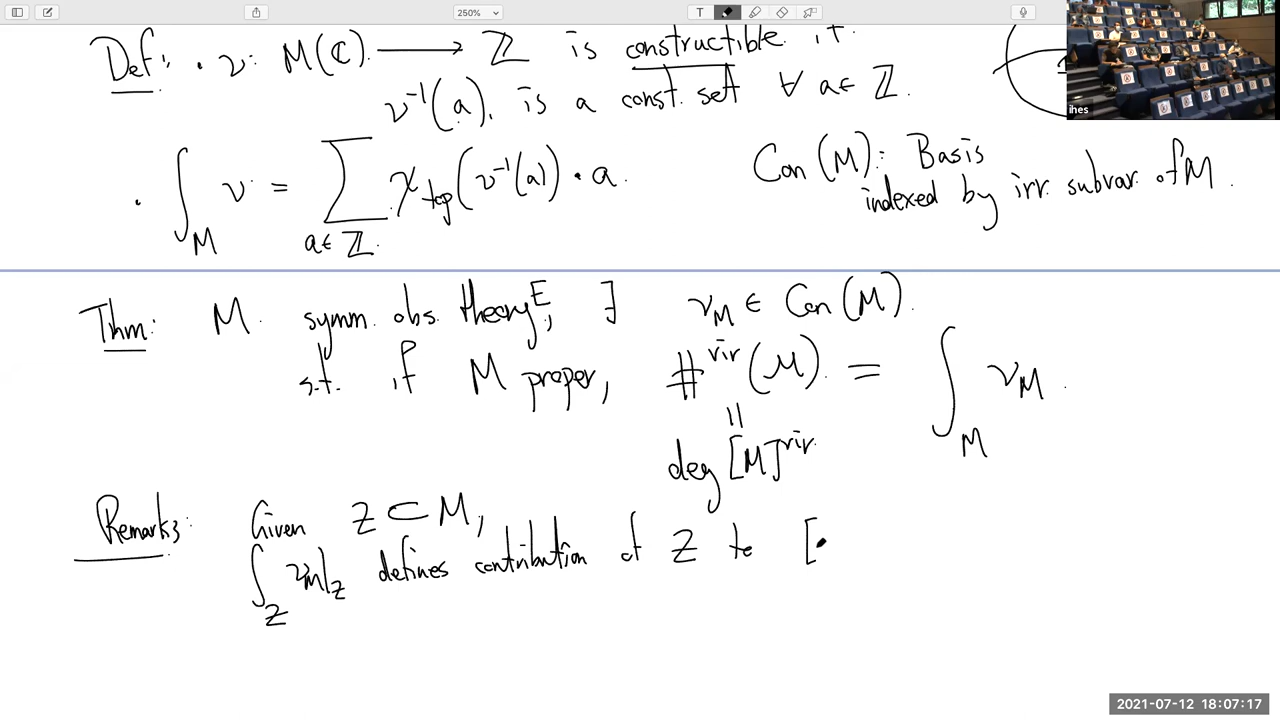 250%
T
ihes
Def: • ν: M(ℂ) ⟶ ℤ is constructible if
ν⁻¹(a) is a const. set ∀ a∈ℤ.
• ∫_M ν = ∑_{a∈ℤ} χ_top(ν⁻¹(a)) • a.
Con(M): Basis
indexed by irr. subvar. of M.
Thm: M symm. obs. theory E, ∃ ν_M ∈ Con(M).
s.t. if M proper, #^vir(M) = ∫_M ν_M.
=
deg [M]^vir
Remarks: Given Z ⊂ M,
∫_Z ν_M|_Z defines contribution of Z to [
2021-07-12 18:07:17